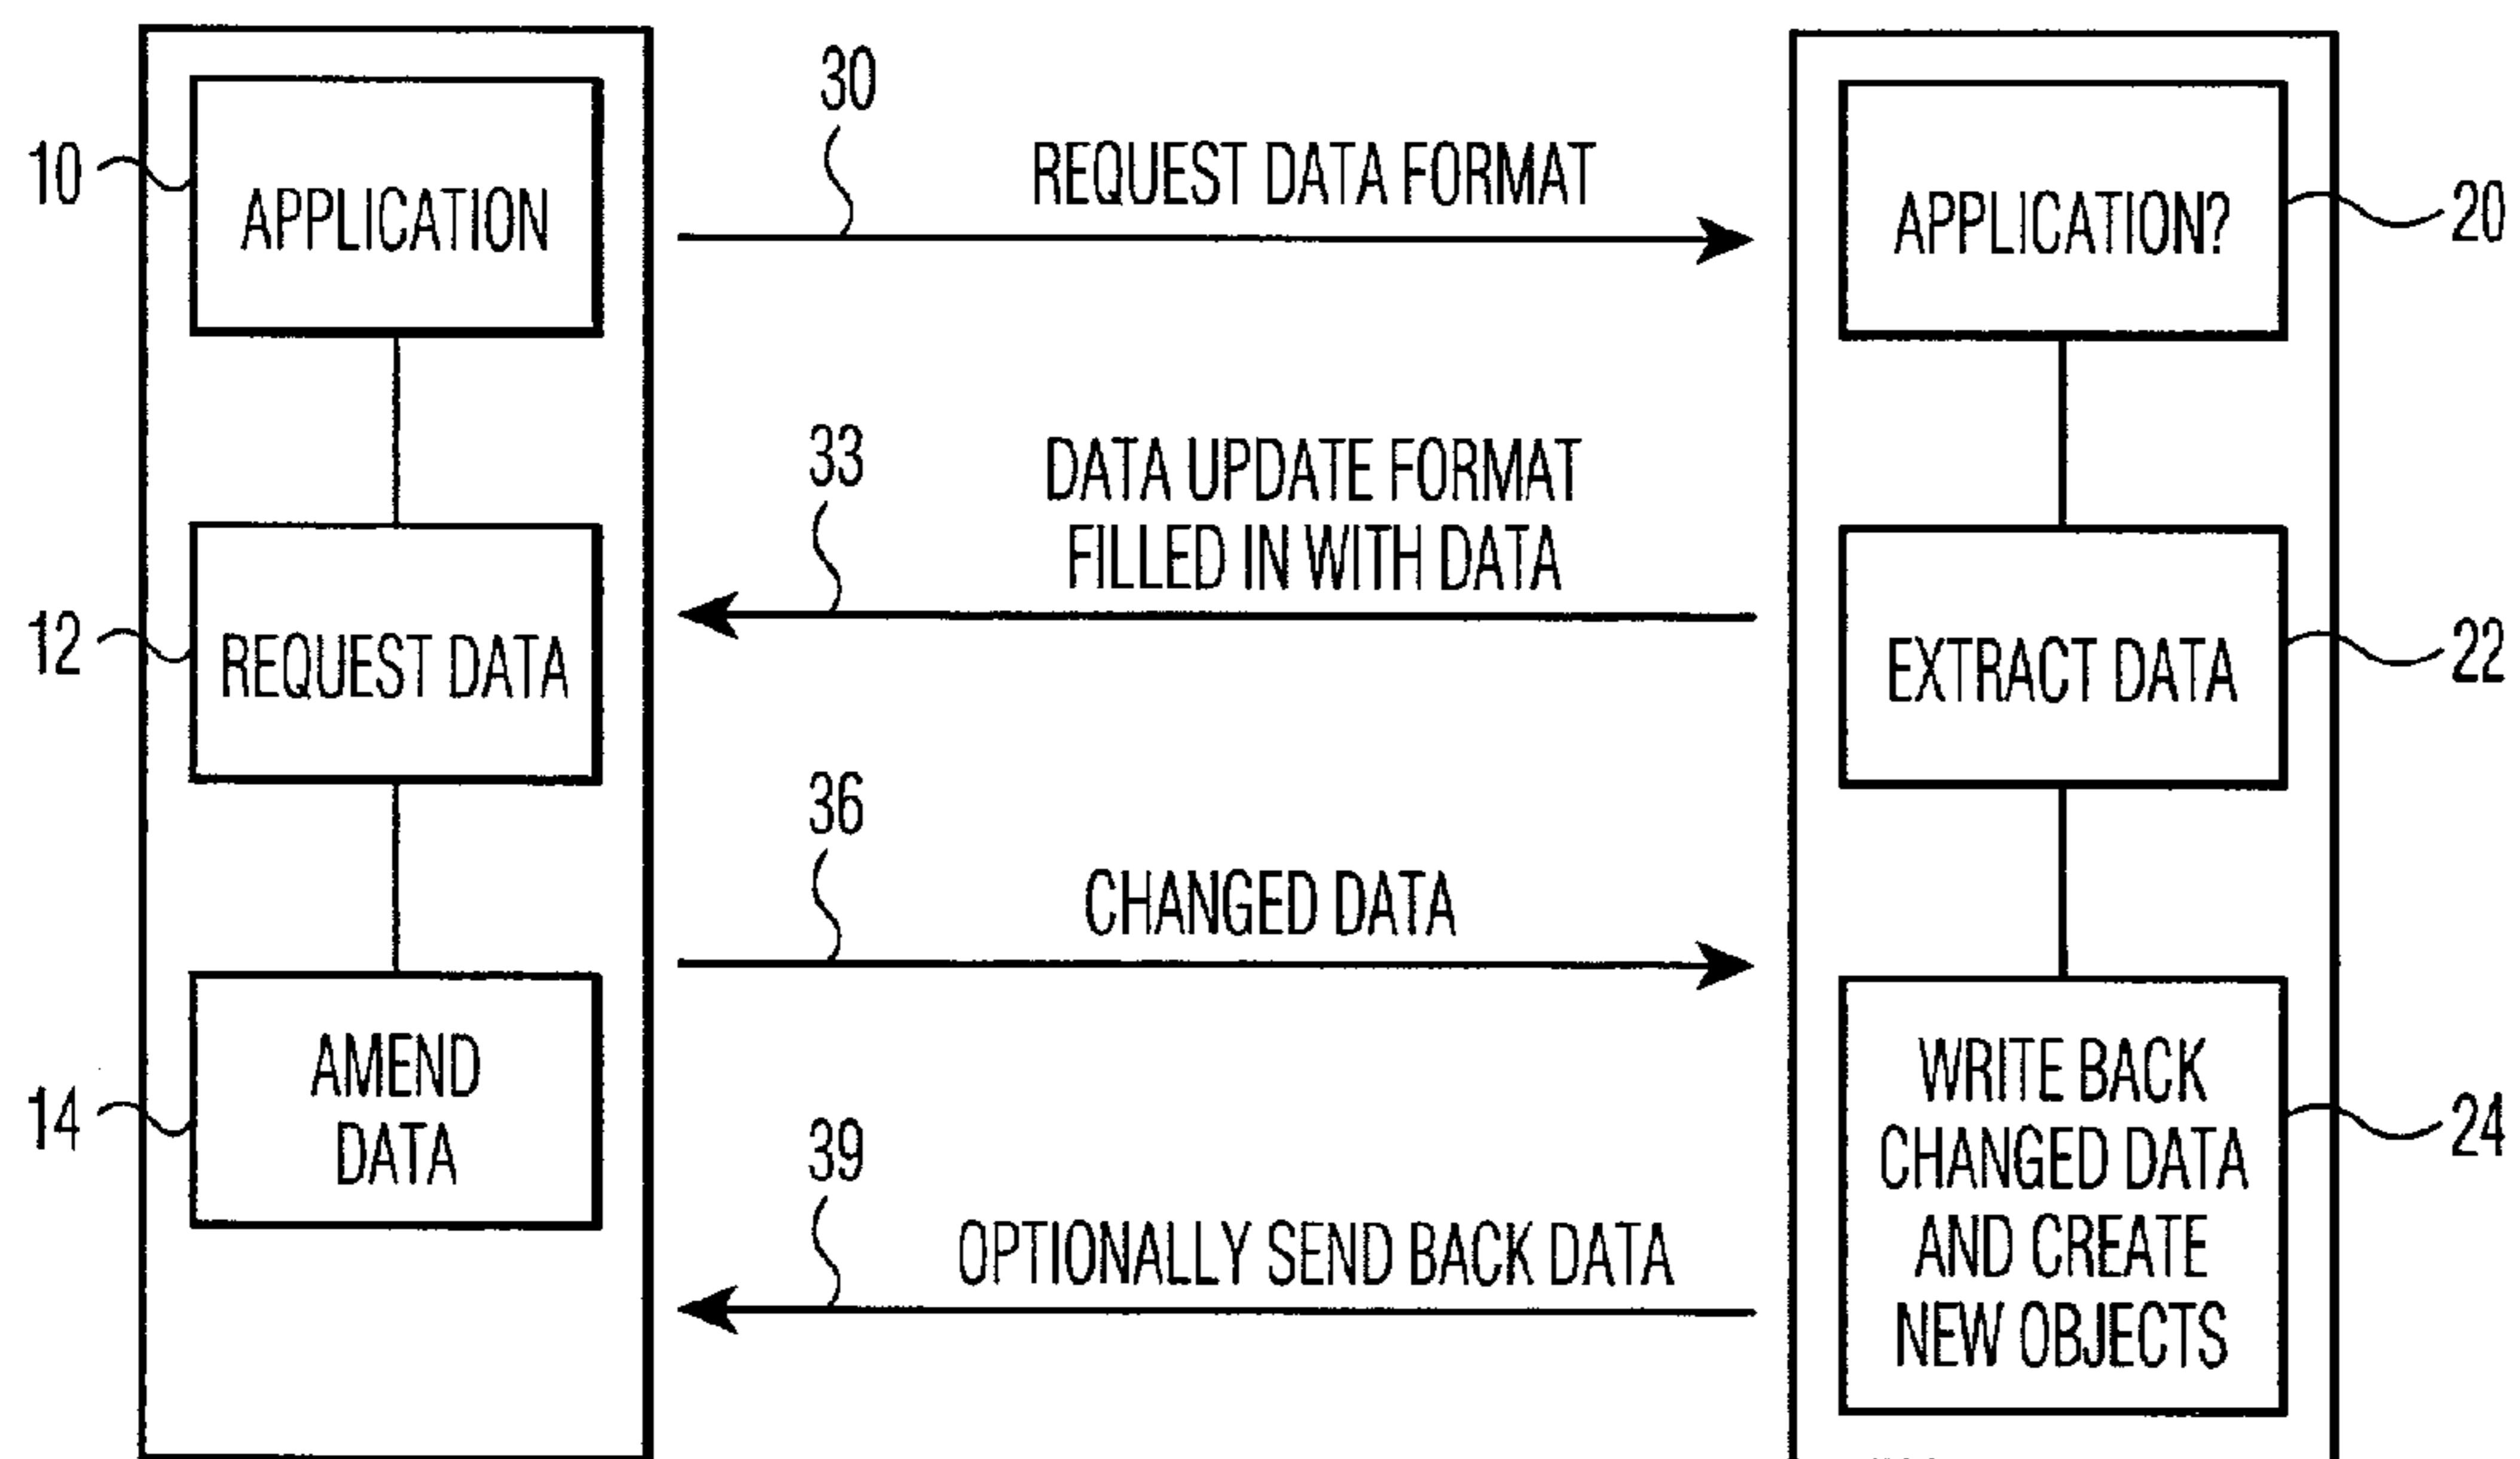 10
APPLICATION
12
REQUEST DATA
14
AMEND
DATA
30
REQUEST DATA FORMAT
33
DATA UPDATE FORMAT
FILLED IN WITH DATA
36
CHANGED DATA
39
OPTIONALLY SEND BACK DATA
APPLICATION?
20
EXTRACT DATA
22
WRITE BACK
CHANGED DATA
AND CREATE
NEW OBJECTS
24